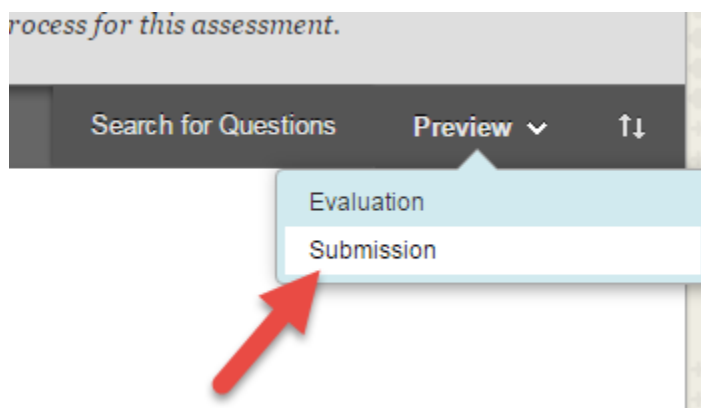 rocess for this assessment.
Search for Questions Preview
Evaluation
Submission